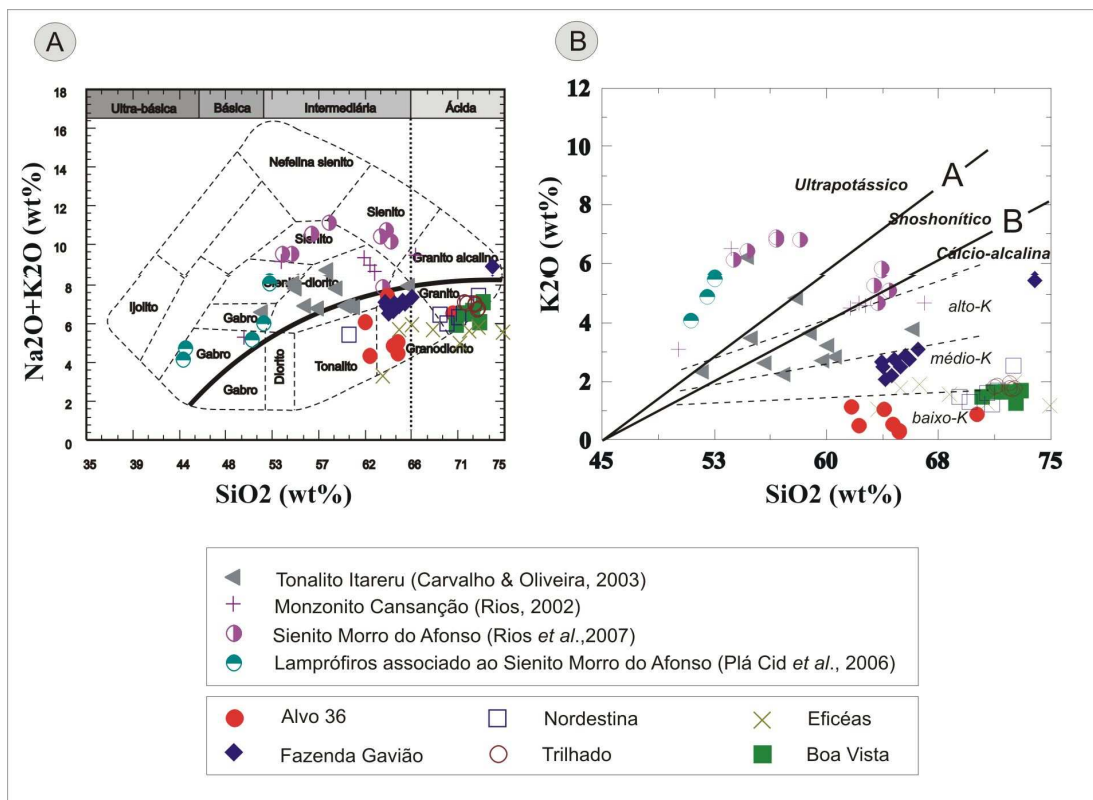 A
B
18
16
14
12
10
8
6
4
2
0
Na2O+K2O (wt%)
Ultra-básica
Básica
Intermediária
Ácida
Nefelina sienito
Sienito
Sienito
Granito alcalino
Ijolito
Gabro
Granito
Gabro
Granodiorito
Gabro
Diorito
Tonalito
35
39
44
48
53
57
62
66
71
75
SiO2 (wt%)
12
10
8
6
4
2
0
K2O (wt%)
Ultrapotássico
A
Shoshonítico
B
Cálcio-alcalina
alto-K
médio-K
baixo-K
45
53
60
68
75
SiO2 (wt%)
Tonalito Itareru (Carvalho & Oliveira, 2003)
Monzonito Cansanção (Rios, 2002)
Sienito Morro do Afonso (Rios et al.,2007)
Lamprófiros associado ao Sienito Morro do Afonso (Plá Cid et al., 2006)
Alvo 36
Nordestina
Eficéas
Fazenda Gavião
Trilhado
Boa Vista